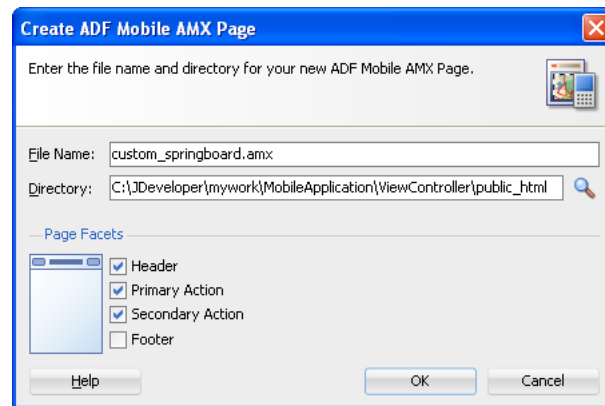 Create ADF Mobile AMX Page
Enter the file name and directory for your new ADF Mobile AMX Page.
File Name: custom_springboard.amx
Directory: C:\JDeveloper\mywork\MobileApplication\ViewController\public_html
Page Facets
Header
Primary Action
Secondary Action
Footer
Help OK Cancel